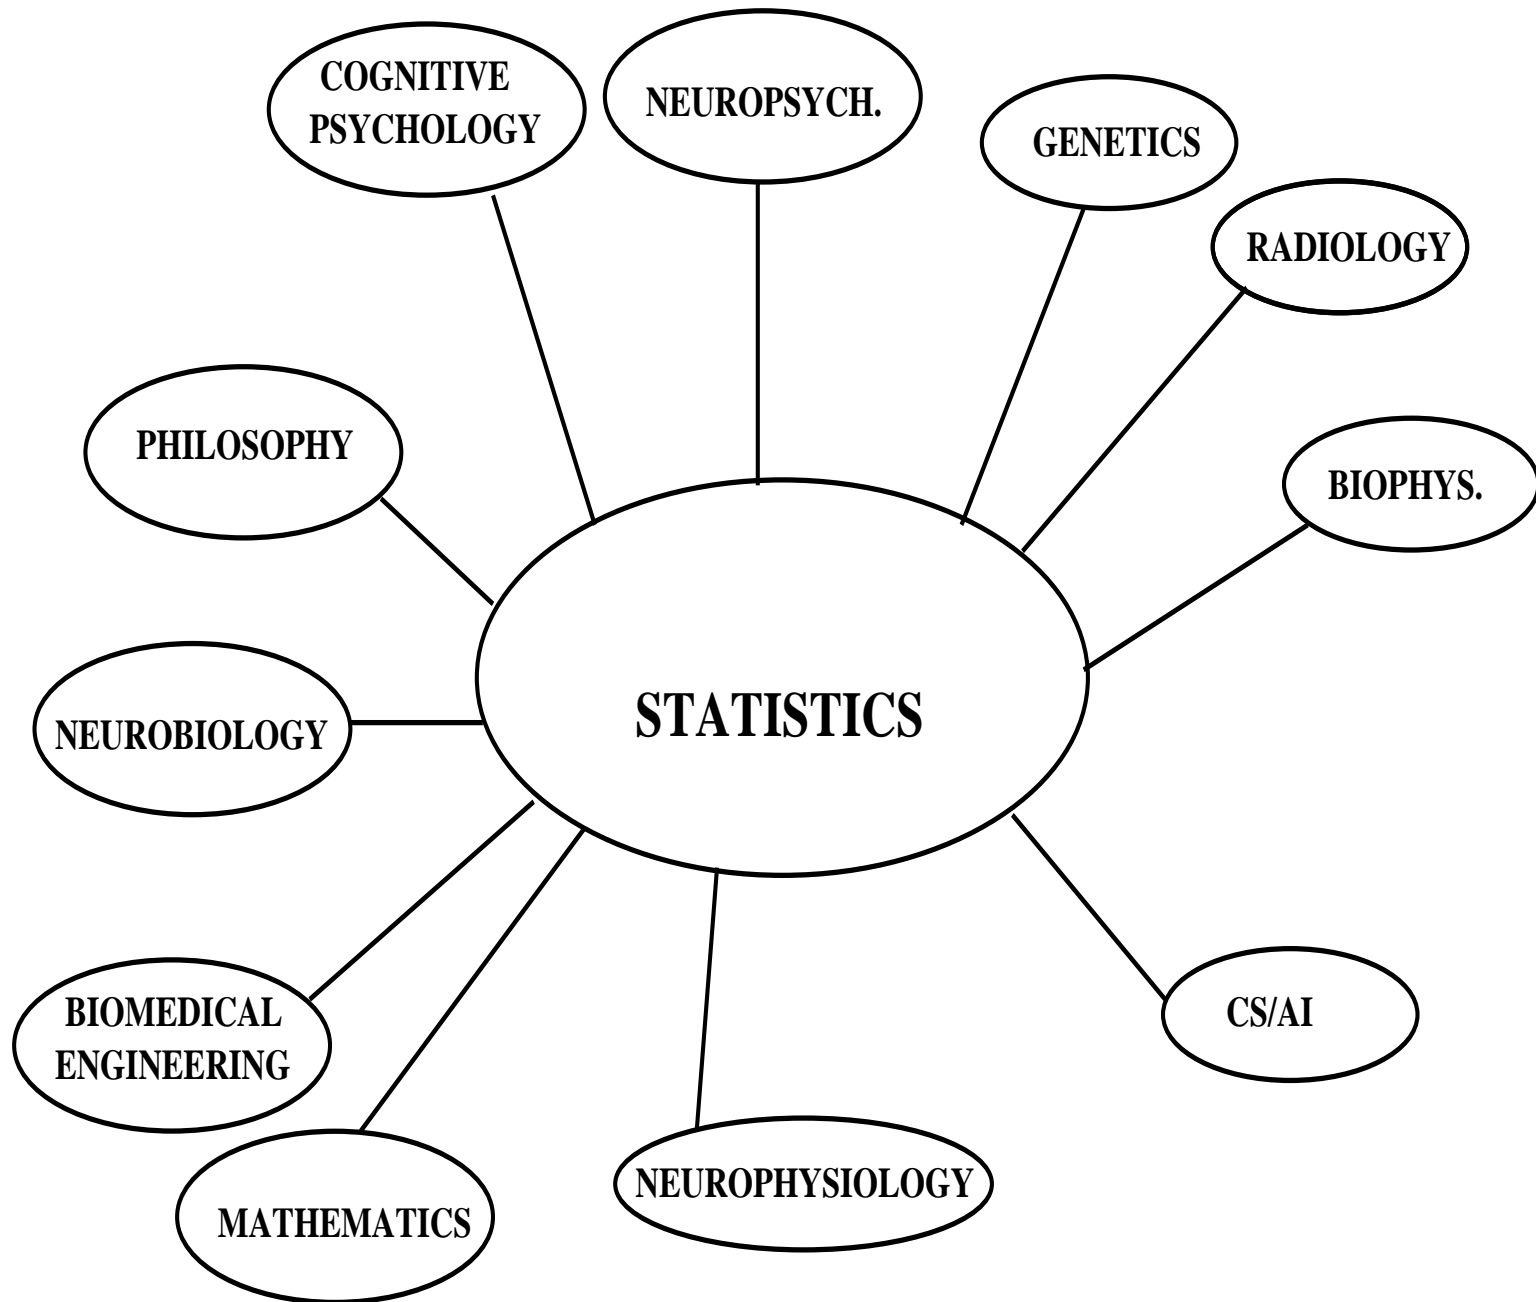 COGNITIVE
PSYCHOLOGY
NEUROPSYCH.
GENETICS
RADIOLOGY
PHILOSOPHY
BIOPHYS.
STATISTICS
NEUROBIOLOGY
BIOMEDICAL
ENGINEERING
CS/AI
MATHEMATICS
NEUROPHYSIOLOGY